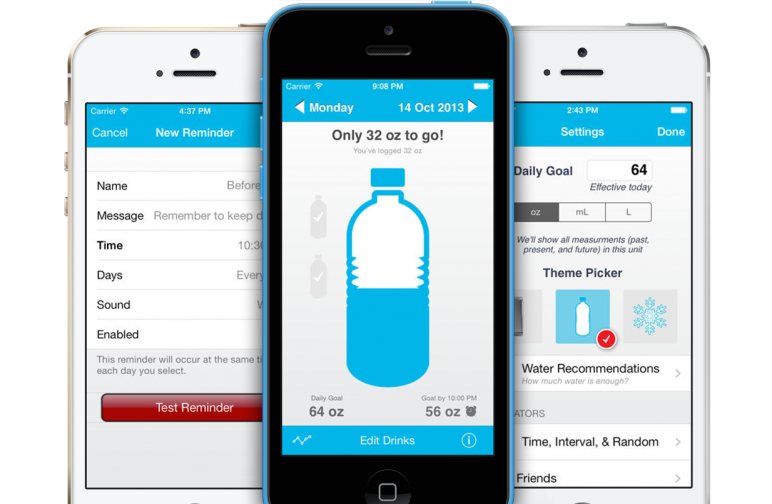 Carrier
4:37 PM
Cancel
New Reminder
Name
Before
Message
Remember to keep d
Time
10:30
Days
Every
Sound
Enabled
This reminder will occur at the same ti
each day you select.
Test Reminder
Carrier
9:08 PM
Monday
14 Oct 2013
Only 32 oz to go!
You've logged 32 oz
Daily Goal
64 oz
Goal by 10:00 PM
56 oz
Edit Drinks
2:43 PM
Settings
Done
Daily Goal
64
Effective today
oz
mL
L
We'll show all measurments (past,
present, and future) in this unit
Theme Picker
Water Recommendations
How much water is enough?
ATORS
Time, Interval, & Random
Friends